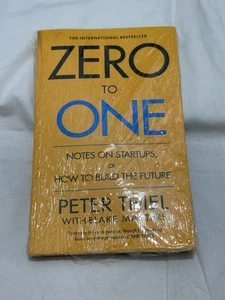 THE INTERNATIONAL BESTSELLER
ZERO
TO
ONE
NOTES ON STARTUPS,
OR
HOW TO BUILD THE FUTURE
PETER THIEL
WITH BLAKE MASTERS